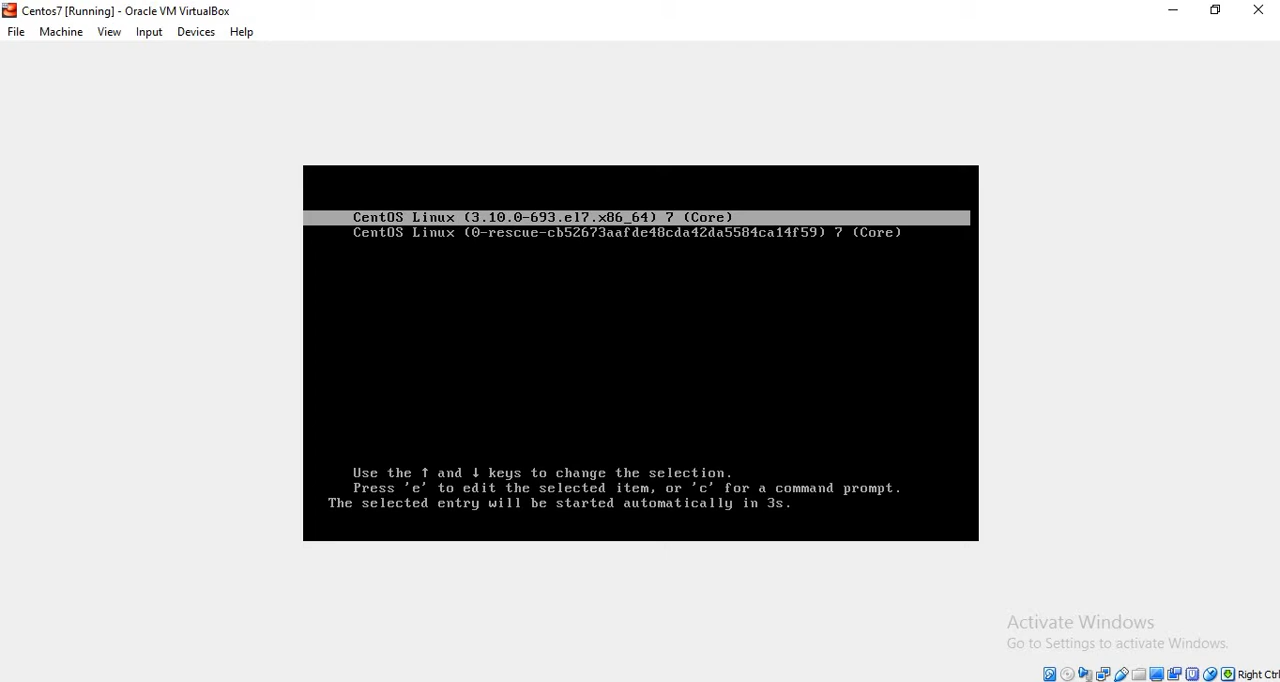 Centos7 [Running] - Oracle VM VirtualBox
File Machine View Input Devices Help
CentOS Linux (3.10.0-693.el7.x86_64) 7 (Core)
CentOS Linux (0-rescue-cb52673aafde48cda42da5584ca14f59) 7 (Core)
Use the ↑ and ↓ keys to change the selection.
Press 'e' to edit the selected item, or 'c' for a command prompt.
The selected entry will be started automatically in 3s.
Activate Windows
Go to Settings to activate Windows.
Right Ctrl